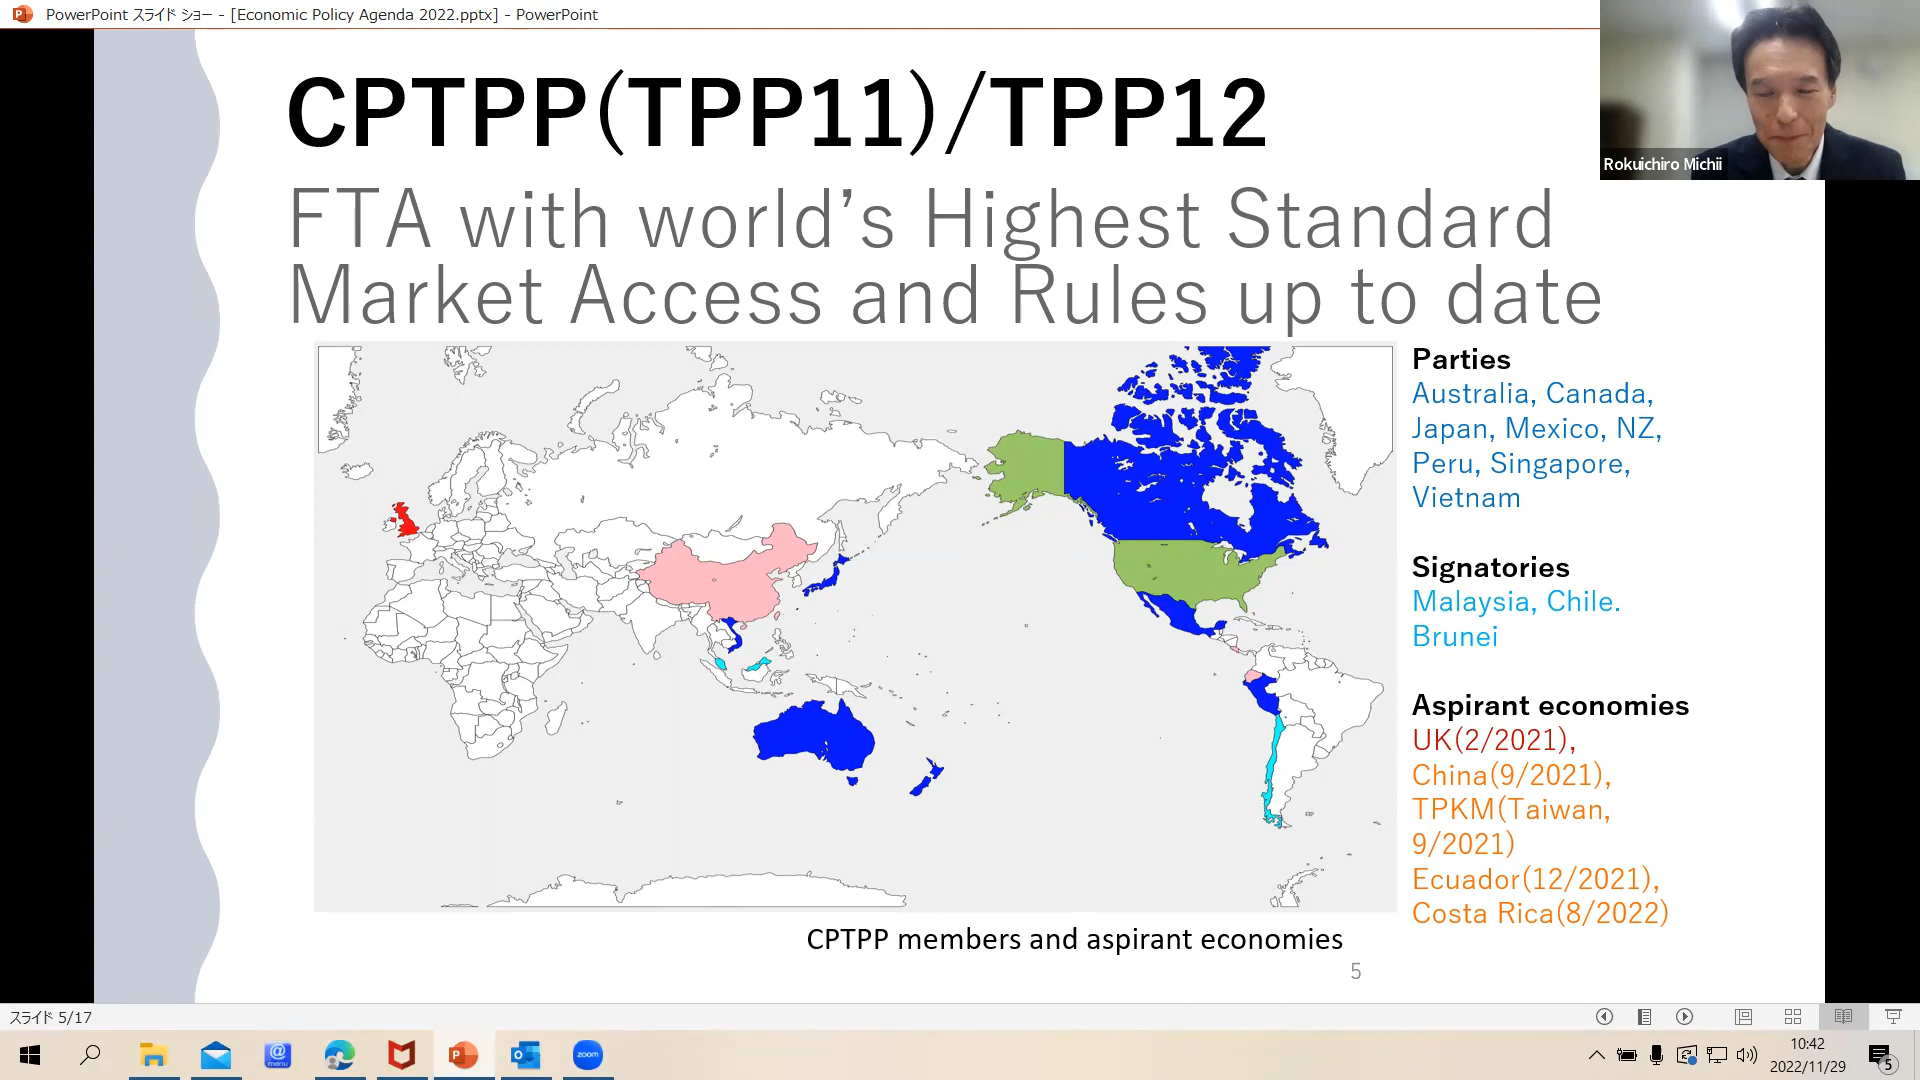 PowerPoint スライド ショー - [Economic Policy Agenda 2022.pptx] - PowerPoint
Rokuichiro Michii
CPTPP(TPP11)/TPP12
FTA with world’s Highest Standard
Market Access and Rules up to date
Parties
Australia, Canada,
Japan, Mexico, NZ,
Peru, Singapore,
Vietnam
Signatories
Malaysia, Chile.
Brunei
Aspirant economies
UK(2/2021),
China(9/2021),
TPKM(Taiwan,
9/2021)
Ecuador(12/2021),
Costa Rica(8/2022)
CPTPP members and aspirant economies
5
スライド 5/17
@
menu
zoom
10:42
2022/11/29
5